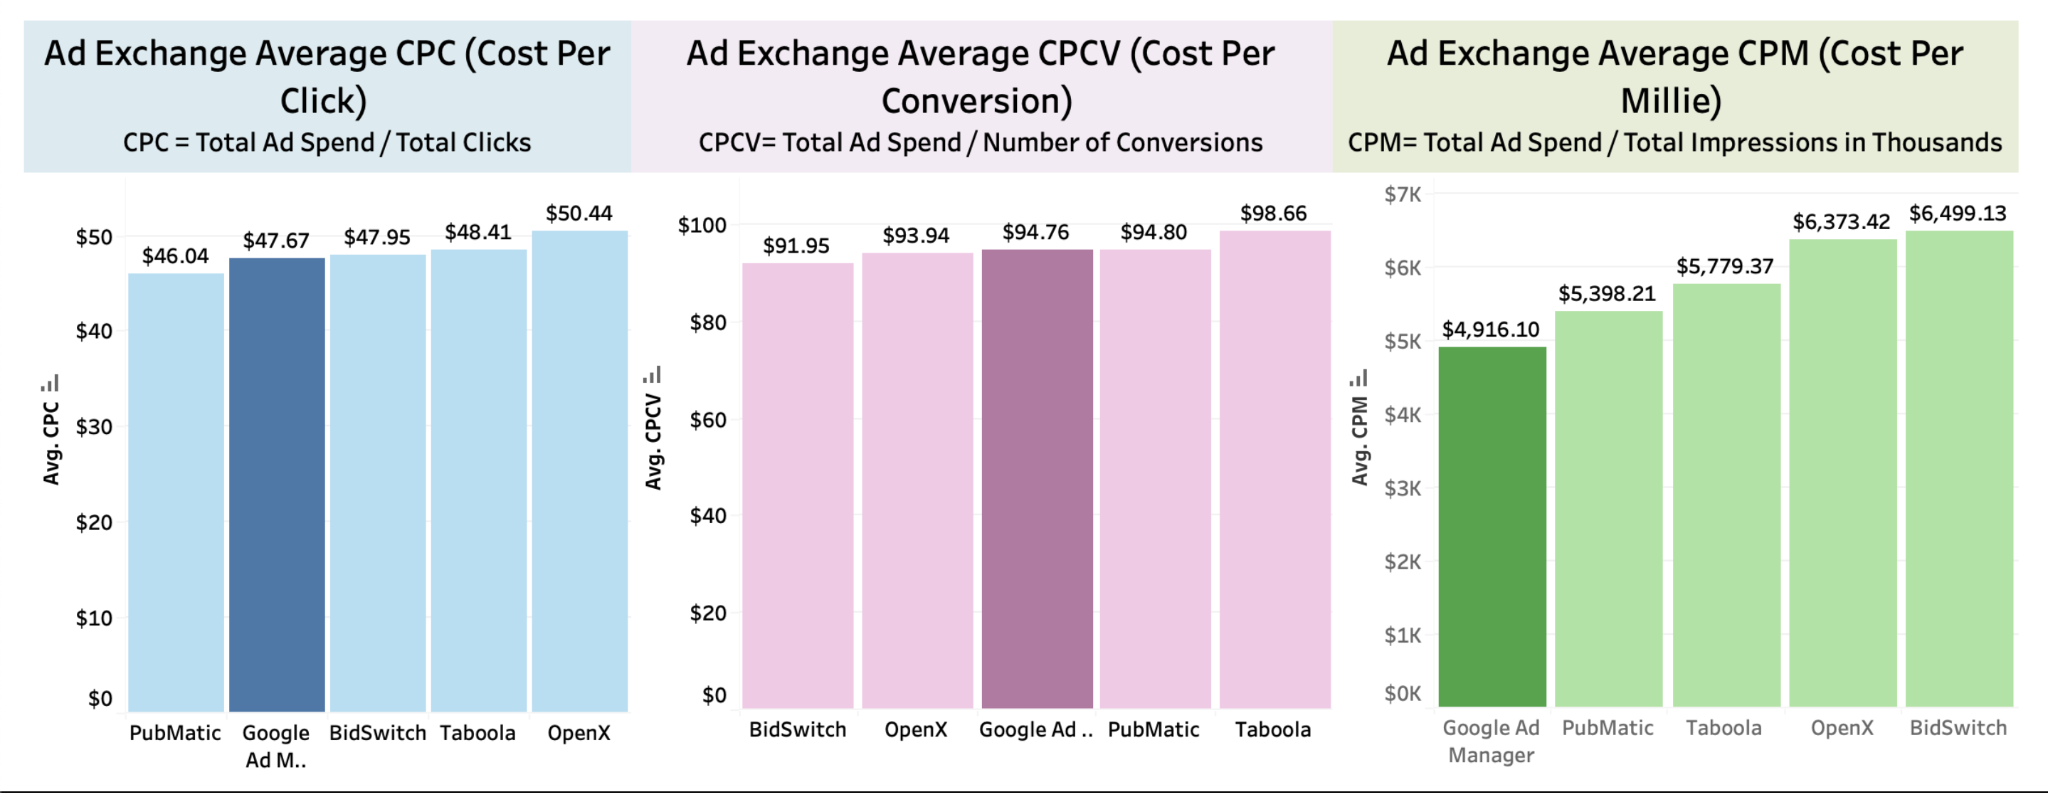 Ad Exchange Average CPC (Cost Per
Click)
CPC = Total Ad Spend / Total Clicks
Ad Exchange Average CPCV (Cost Per
Conversion)
CPCV= Total Ad Spend / Number of Conversions
Ad Exchange Average CPM (Cost Per
Millie)
CPM= Total Ad Spend / Total Impressions in Thousands
Avg. CPC
$50
$40
$30
$20
$10
$0
$46.04
$47.67
$47.95
$48.41
$50.44
PubMatic
Google
Ad M..
BidSwitch
Taboola
OpenX
Avg. CPCV
$100
$80
$60
$40
$20
$0
$91.95
$93.94
$94.76
$94.80
$98.66
BidSwitch
OpenX
Google Ad ..
PubMatic
Taboola
Avg. CPM
$7K
$6K
$5K
$4K
$3K
$2K
$1K
$0K
$4,916.10
$5,398.21
$5,779.37
$6,373.42
$6,499.13
Google Ad
Manager
PubMatic
Taboola
OpenX
BidSwitch